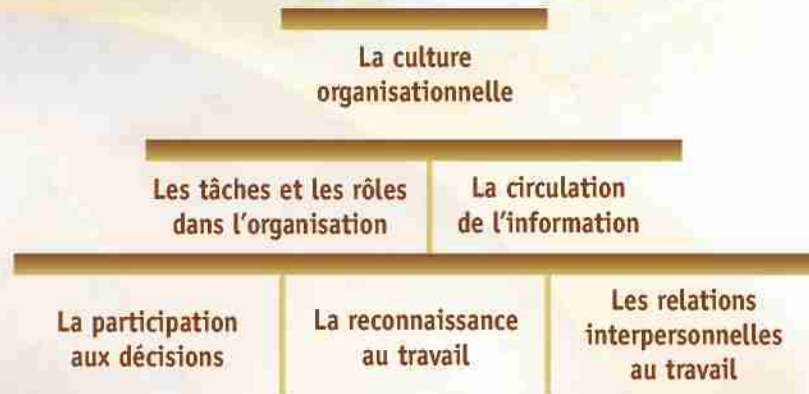 La culture
organisationnelle
Les tâches et les rôles
dans l'organisation
La circulation
de l'information
La participation
aux décisions
La reconnaissance
au travail
Les relations
interpersonnelles
au travail